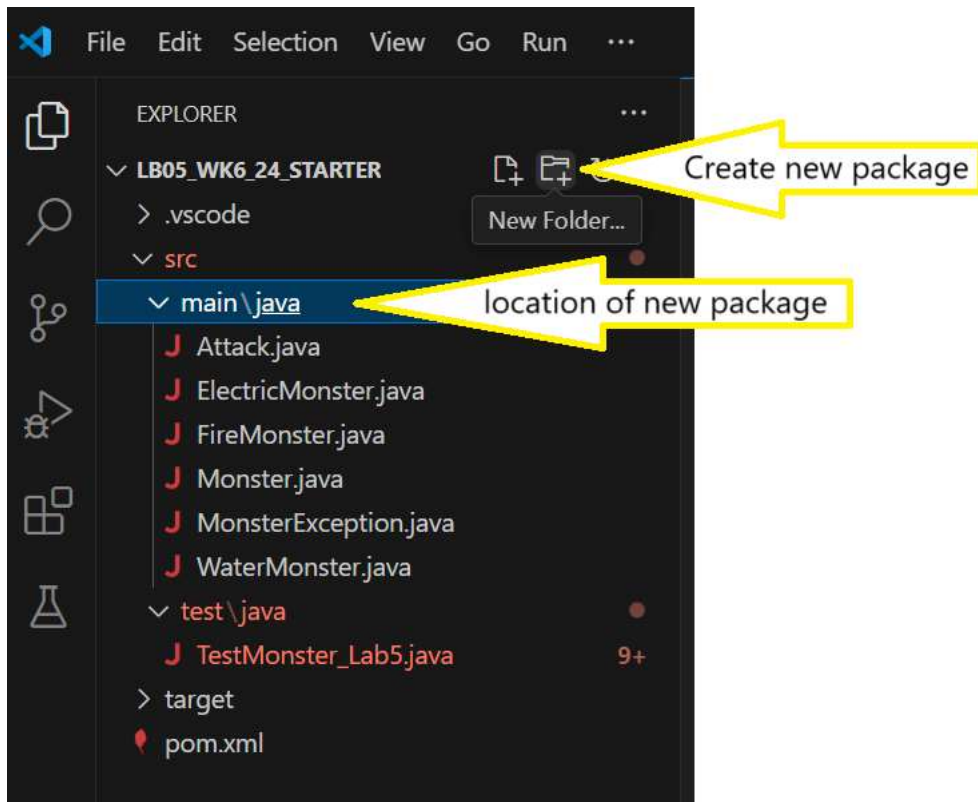 File Edit Selection View Go Run ...
EXPLORER ...
LB05_WK6_24_STARTER
Create new package
.vscode
New Folder...
src
main\java
location of new package
J Attack.java
J ElectricMonster.java
J FireMonster.java
J Monster.java
J MonsterException.java
J WaterMonster.java
test\java
J TestMonster_Lab5.java 9+
target
pom.xml